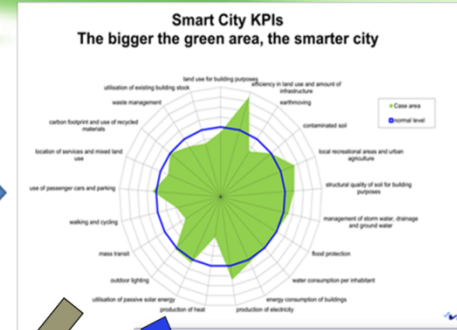 Smart City KPIs
The bigger the green area, the smarter city
land use for building purposes
efficiency in land use and amount of
infrastructure
utilisation of existing building stock
earthmoving
waste management
Case area
normal level
contaminated soil
carbon footprint and use of recycled
materials
local recreational areas and urban
agriculture
location of services and mixed land
use
structural quality of soil for building
purposes
use of passenger cars and parking
management of storm water, drainage
and ground water
walking and cycling
flood protection
mass transit
water consumption per inhabitant
outdoor lighting
energy consumption of buildings
utilisation of passive solar energy
production of heat
production of electricity